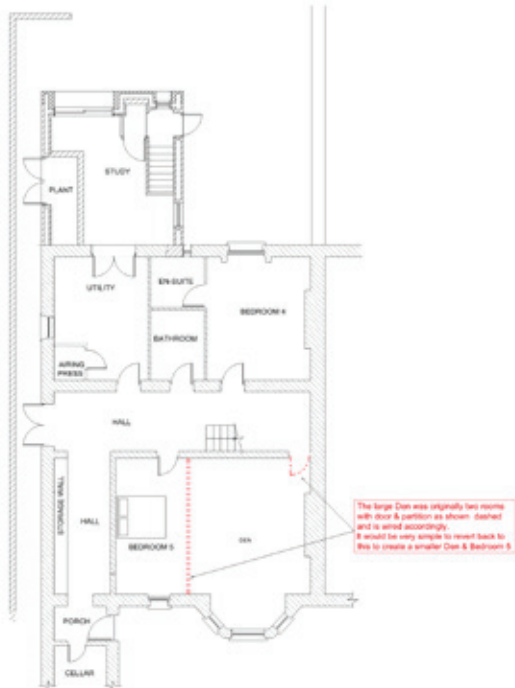 STUDY
PLANT
UTILITY
EN-SUITE
BEDROOM 4
BATHROOM
AIRING
PRESS
HALL
STORAGE WALL
HALL
BEDROOM 5
DEN
The large Den was originally two rooms
with door & partition as shown dashed
and is wired accordingly.
It would be very simple to revert back to
this to create a smaller Den & Bedroom 5
PORCH
CELLAR